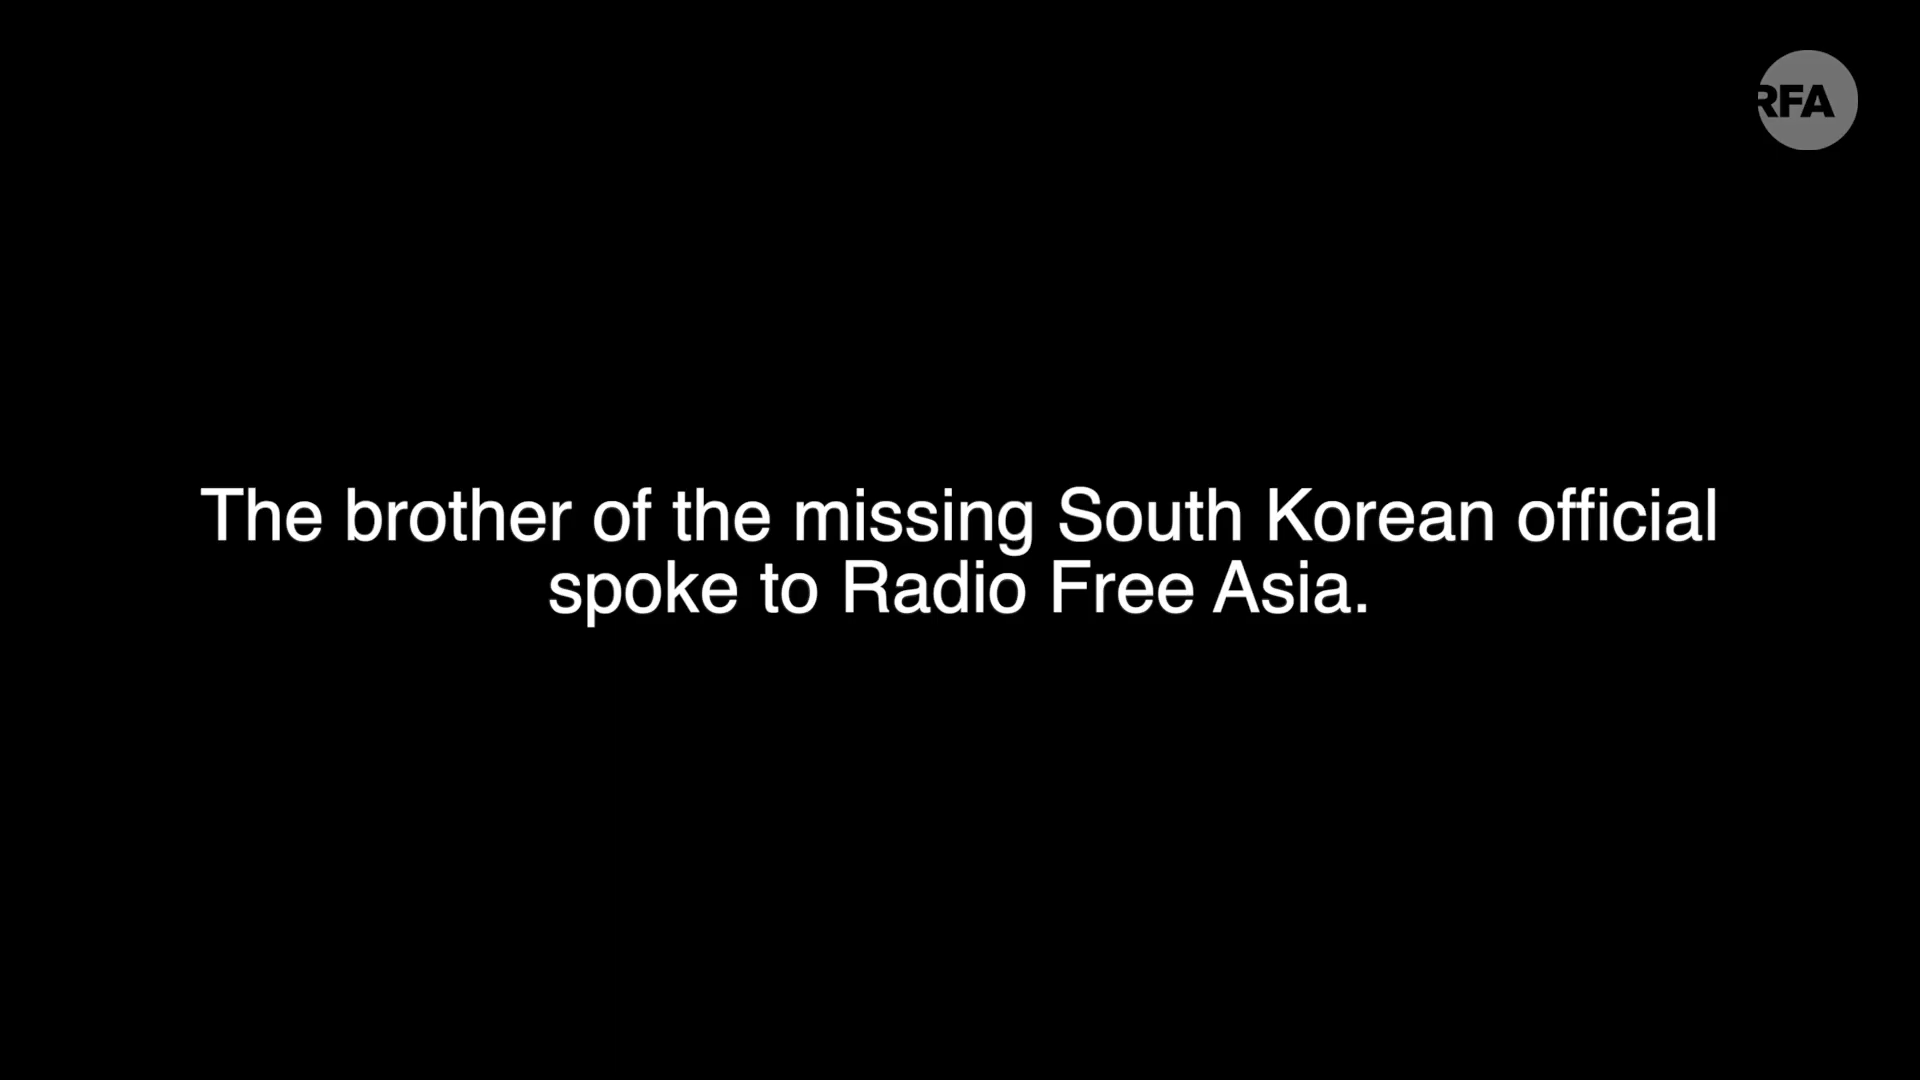 RFA
The brother of the missing South Korean official
spoke to Radio Free Asia.